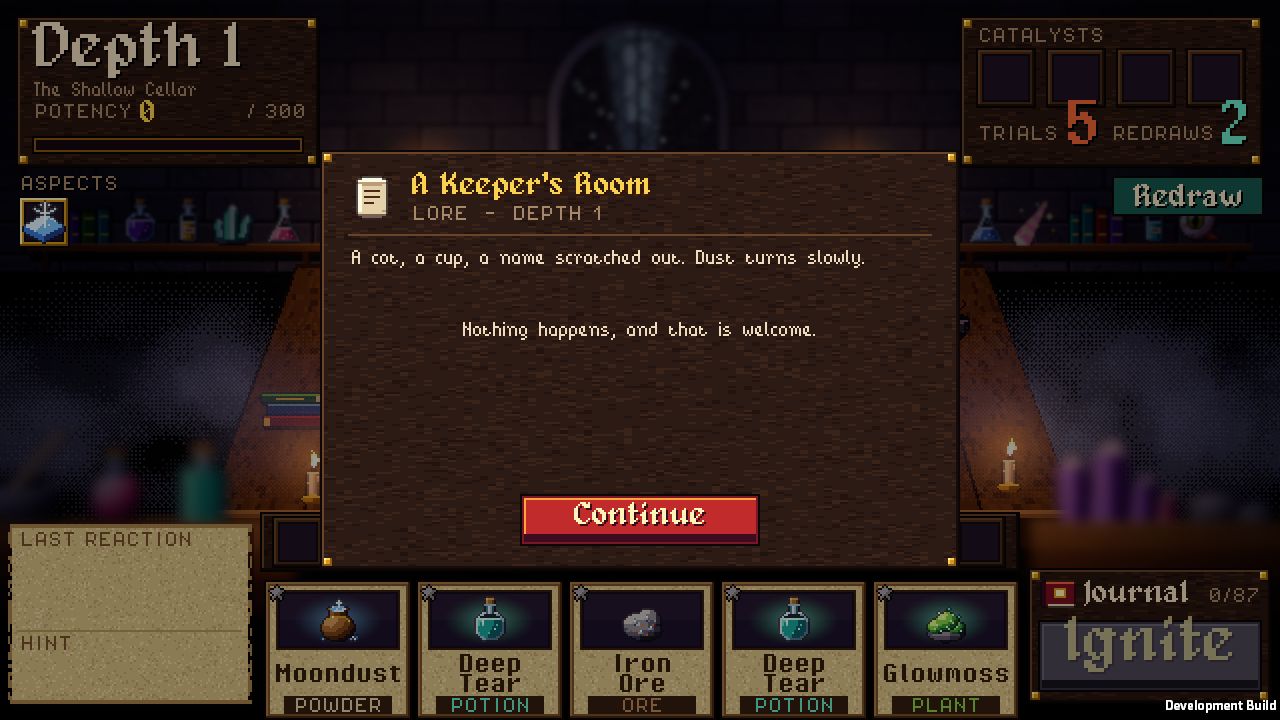 Depth 1
The Shallow Cellar
POTENCY 0 / 300
ASPECTS
CATALYSTS
TRIALS 5 REDRAWS 2
Redraw
A Keeper's Room
LORE - DEPTH 1
A cot, a cup, a name scratched out. Dust turns slowly.
Nothing happens, and that is welcome.
Continue
LAST REACTION
HINT
Moondust
POWDER
Deep
Tear
POTION
Iron
Ore
ORE
Deep
Tear
POTION
Glowmoss
PLANT
Journal 0/87
Ignite
Development Build